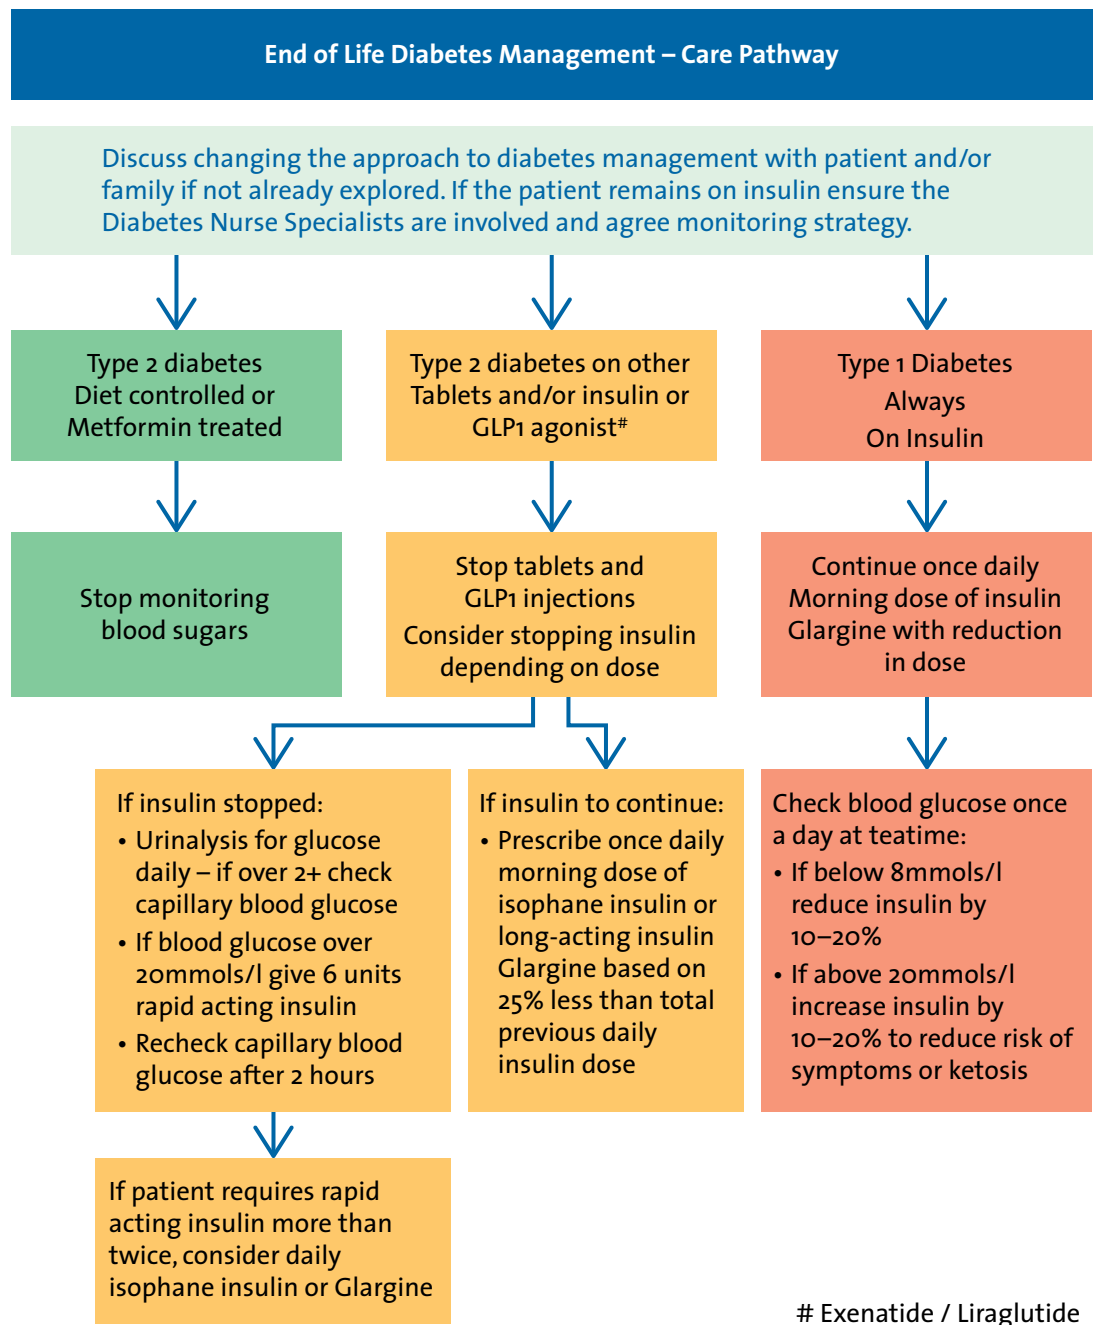 End of Life Diabetes Management – Care Pathway
Discuss changing the approach to diabetes management with patient and/or
family if not already explored. If the patient remains on insulin ensure the
Diabetes Nurse Specialists are involved and agree monitoring strategy.
Type 2 diabetes
Diet controlled or
Metformin treated
Type 2 diabetes on other
Tablets and/or insulin or
GLP1 agonist#
Type 1 Diabetes
Always
On Insulin
Stop monitoring
blood sugars
Stop tablets and
GLP1 injections
Consider stopping insulin
depending on dose
Continue once daily
Morning dose of insulin
Glargine with reduction
in dose
If insulin stopped:
• Urinalysis for glucose
daily – if over 2+ check
capillary blood glucose
• If blood glucose over
20mmols/l give 6 units
rapid acting insulin
• Recheck capillary blood
glucose after 2 hours
If insulin to continue:
• Prescribe once daily
morning dose of
isophane insulin or
long-acting insulin
Glargine based on
25% less than total
previous daily
insulin dose
Check blood glucose once
a day at teatime:
• If below 8mmols/l
reduce insulin by
10–20%
• If above 20mmols/l
increase insulin by
10–20% to reduce risk of
symptoms or ketosis
If patient requires rapid
acting insulin more than
twice, consider daily
isophane insulin or Glargine
# Exenatide / Liraglutide